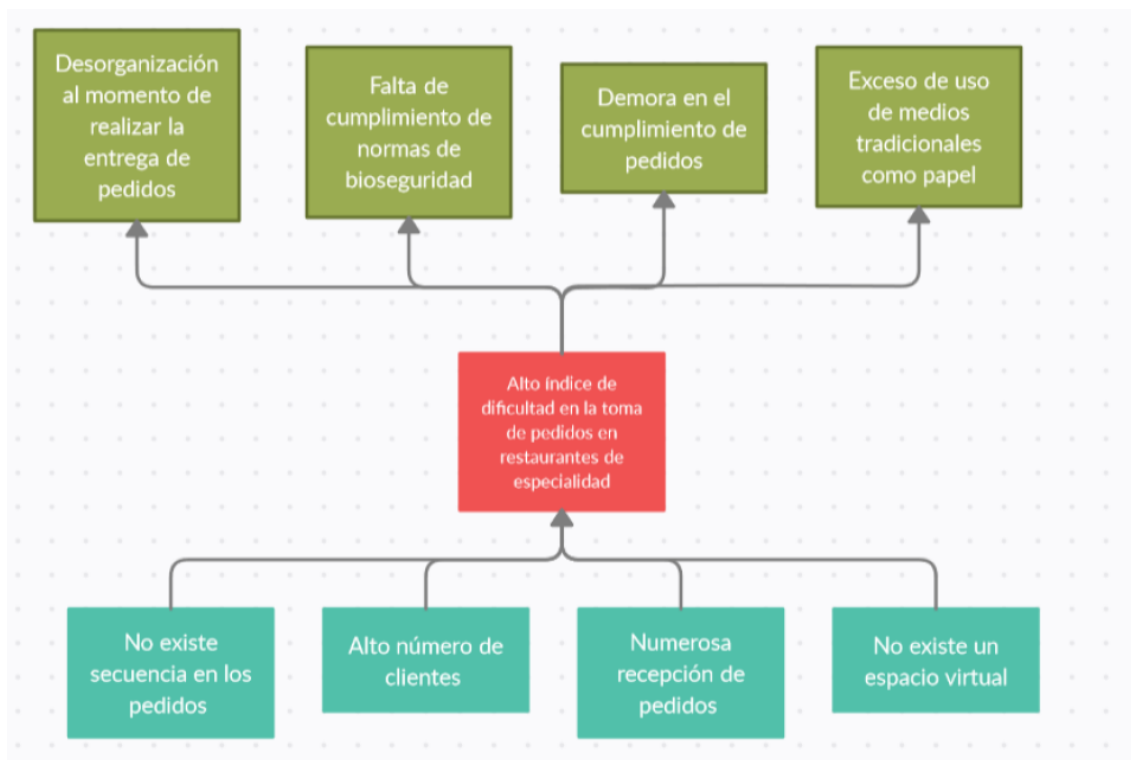 Desorganización
al momento de
realizar la
entrega de
pedidos
Falta de
cumplimiento de
normas de
bioseguridad
Demora en el
cumplimiento de
pedidos
Exceso de uso
de medios
tradicionales
como papel
Alto índice de
dificultad en la toma
de pedidos en
restaurantes de
especialidad
No existe
secuencia en los
pedidos
Alto número de
clientes
Numerosa
recepción de
pedidos
No existe un
espacio virtual